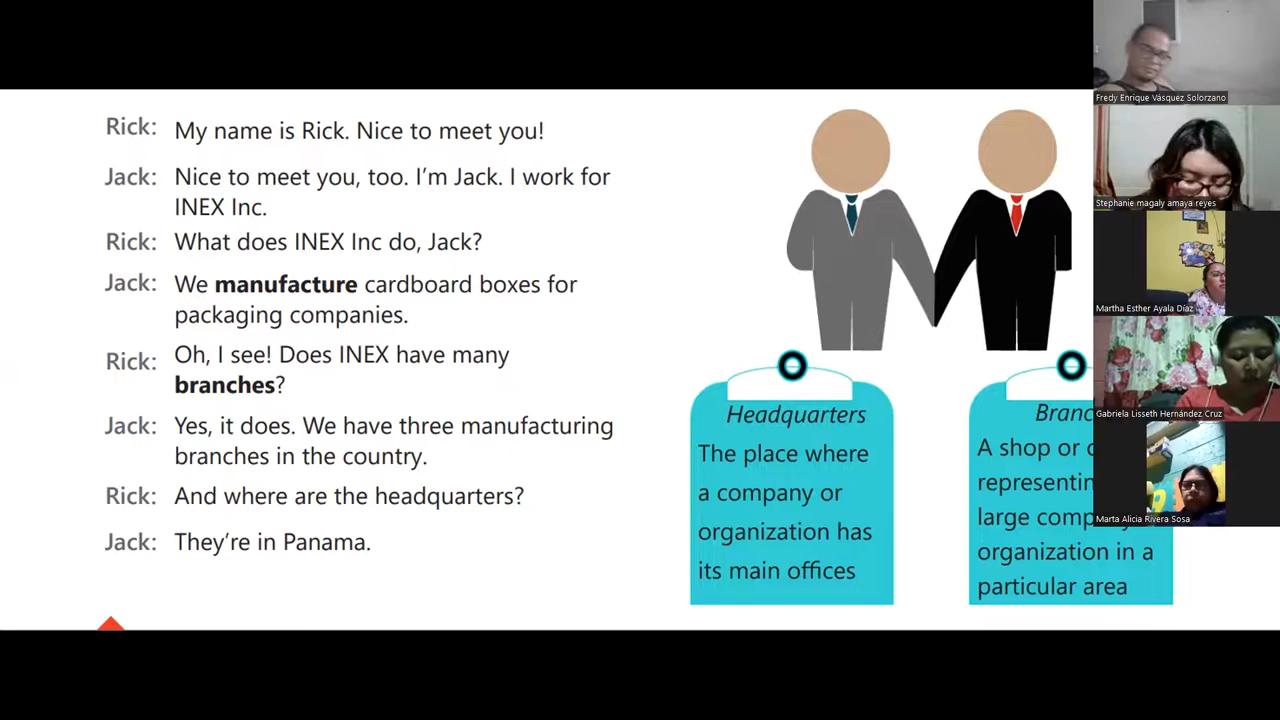 Rick: My name is Rick. Nice to meet you!
Jack: Nice to meet you, too. I'm Jack. I work for
INEX Inc.
Rick: What does INEX Inc do, Jack?
Jack: We manufacture cardboard boxes for
packaging companies.
Rick: Oh, I see! Does INEX have many
branches?
Jack: Yes, it does. We have three manufacturing
branches in the country.
Rick: And where are the headquarters?
Jack: They're in Panama.
Headquarters
The place where
a company or
organization has
its main offices
A shop or
large
organization in a
particular area
Fredy Enrique Vásquez Solorzano
Stephanie magaly amaya reyes
Martha Esther Ayala Díaz
Gabriela Lisseth Hernández Cruz
Marta Alicia Rivera Sosa